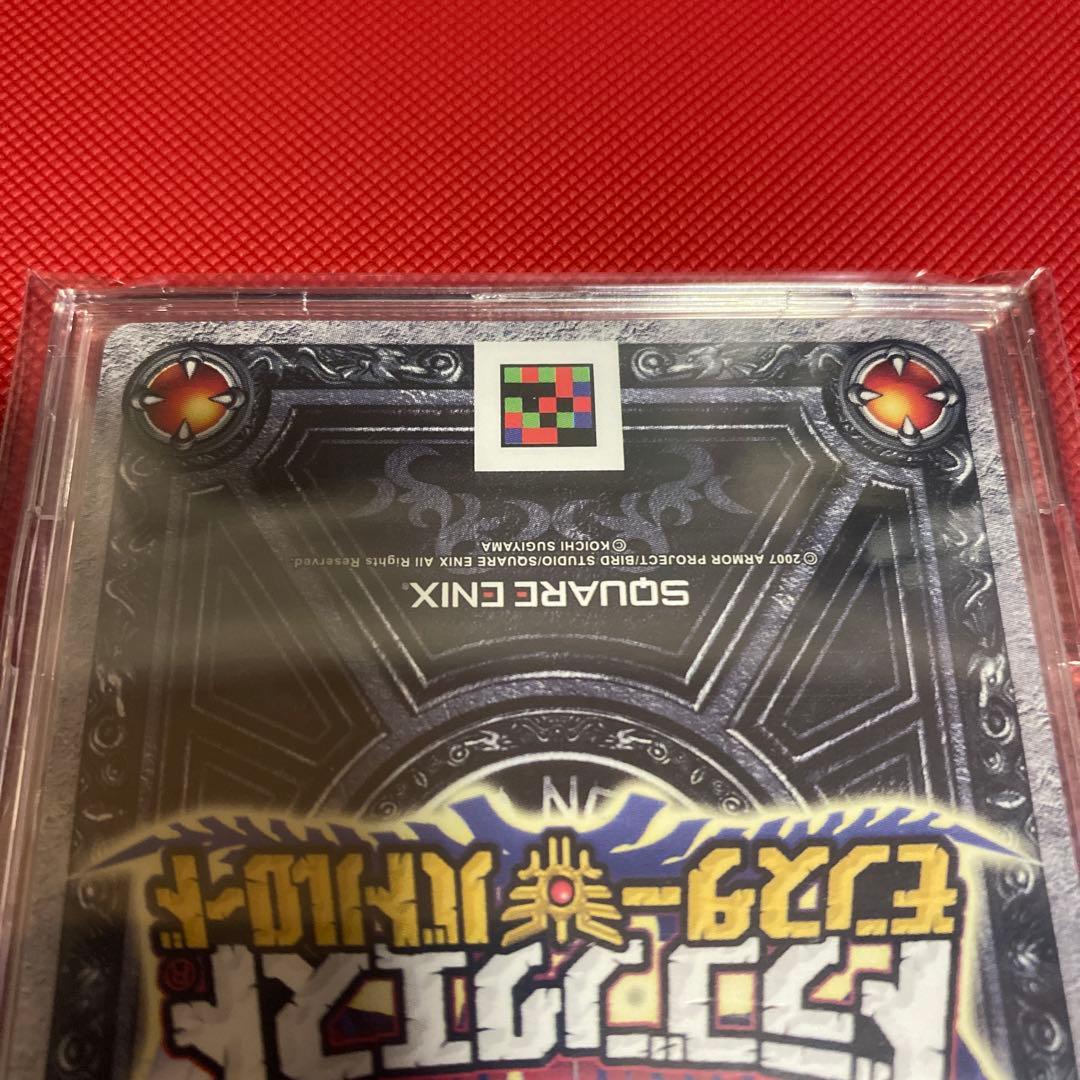 ドラゴンクエスト®
モンスターバトルロード
SQUARE ENIX®
© 2007 ARMOR PROJECT/BIRD STUDIO/SQUARE ENIX All Rights Reserved.
© KOICHI SUGIYAMA